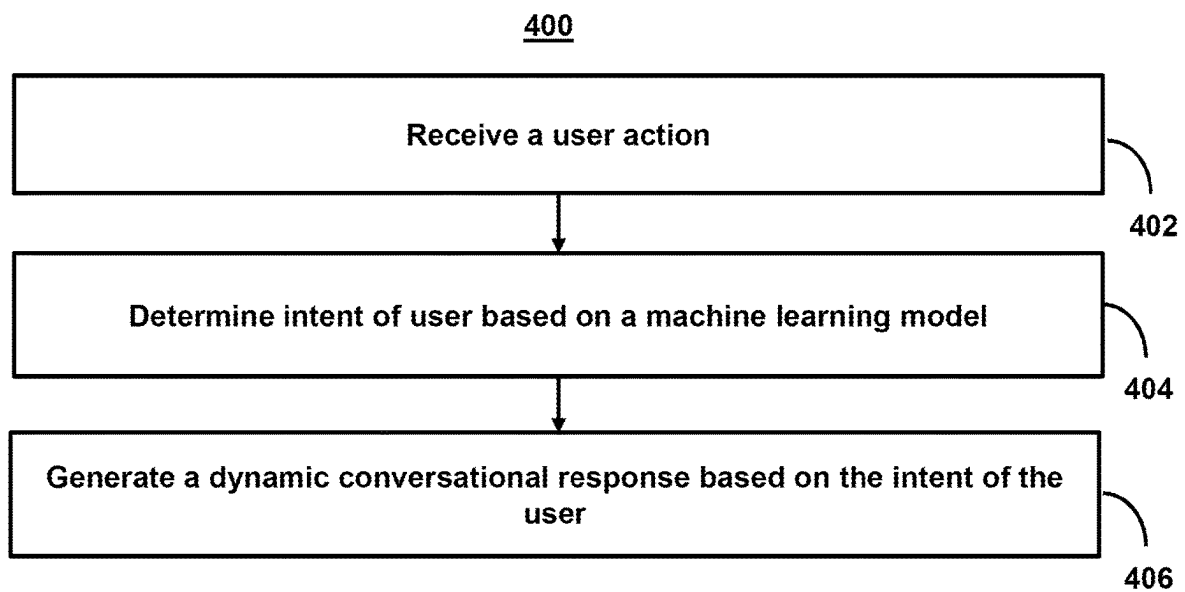 400
Receive a user action
402
Determine intent of user based on a machine learning model
404
Generate a dynamic conversational response based on the intent of the
user
406